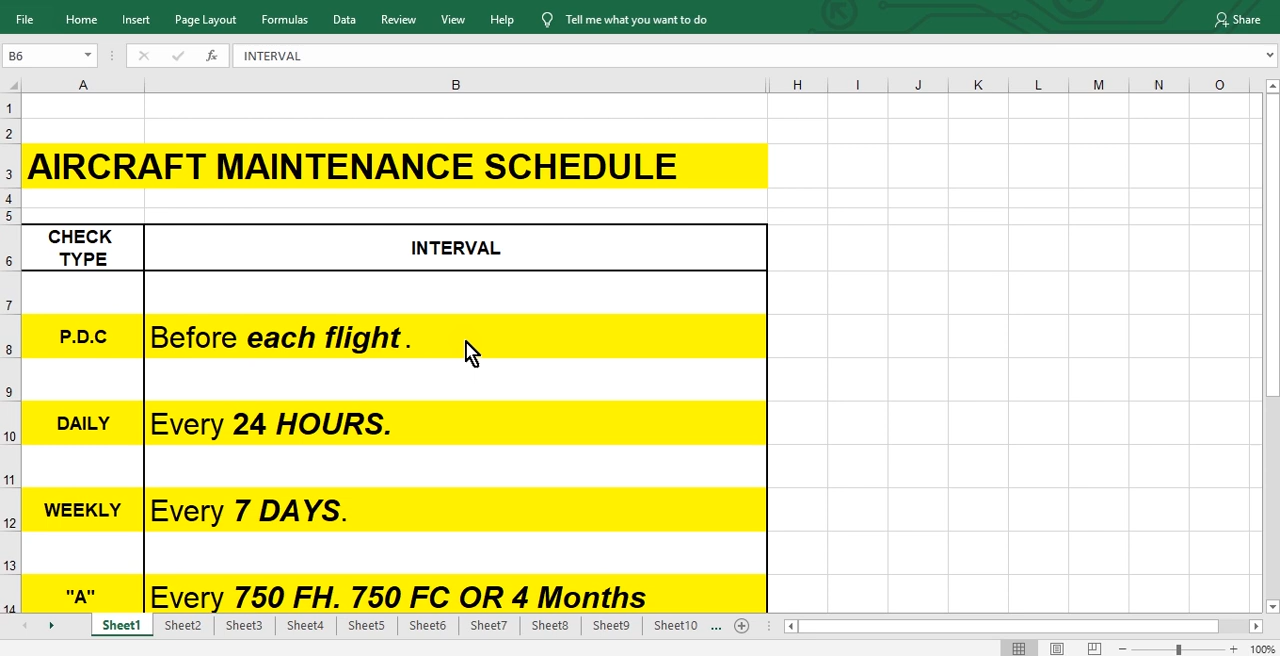 File Home Insert Page Layout Formulas Data Review View Help Tell me what you want to do Share
B6 fx INTERVAL
A B H I J K L M N O
1
2
3 AIRCRAFT MAINTENANCE SCHEDULE
4
5
CHECK
6 TYPE INTERVAL
7
8 P.D.C Before each flight .
9
10 DAILY Every 24 HOURS.
11
12 WEEKLY Every 7 DAYS.
13
14 "A" Every 750 FH. 750 FC OR 4 Months
Sheet1 Sheet2 Sheet3 Sheet4 Sheet5 Sheet6 Sheet7 Sheet8 Sheet9 Sheet10 ...
100%